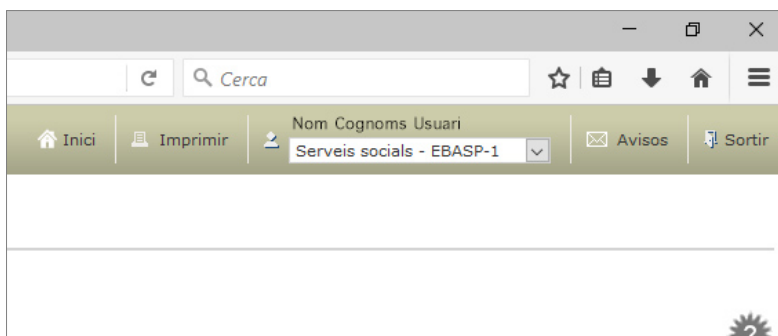 Cerca
Inici
Imprimir
Nom Cognoms Usuari
Serveis socials - EBASP-1
Avisos
Sortir
?